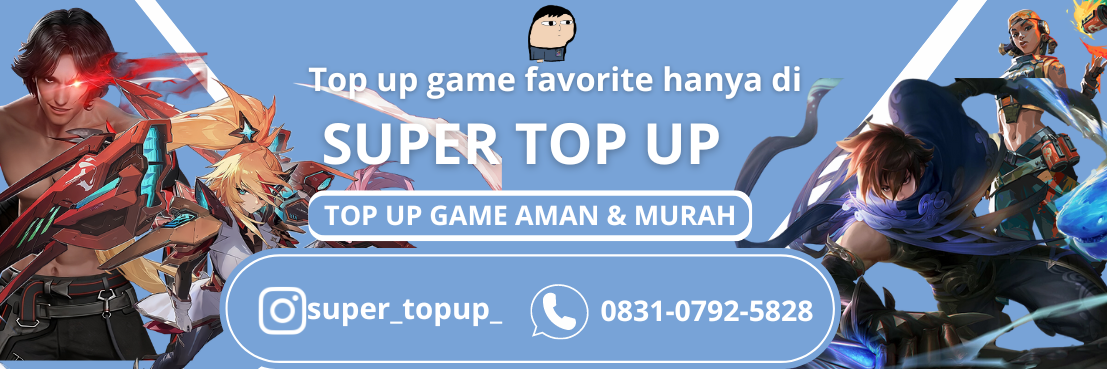 Top up game favorite hanya di
SUPER TOP UP
TOP UP GAME AMAN & MURAH
super_topup_
0831-0792-5828